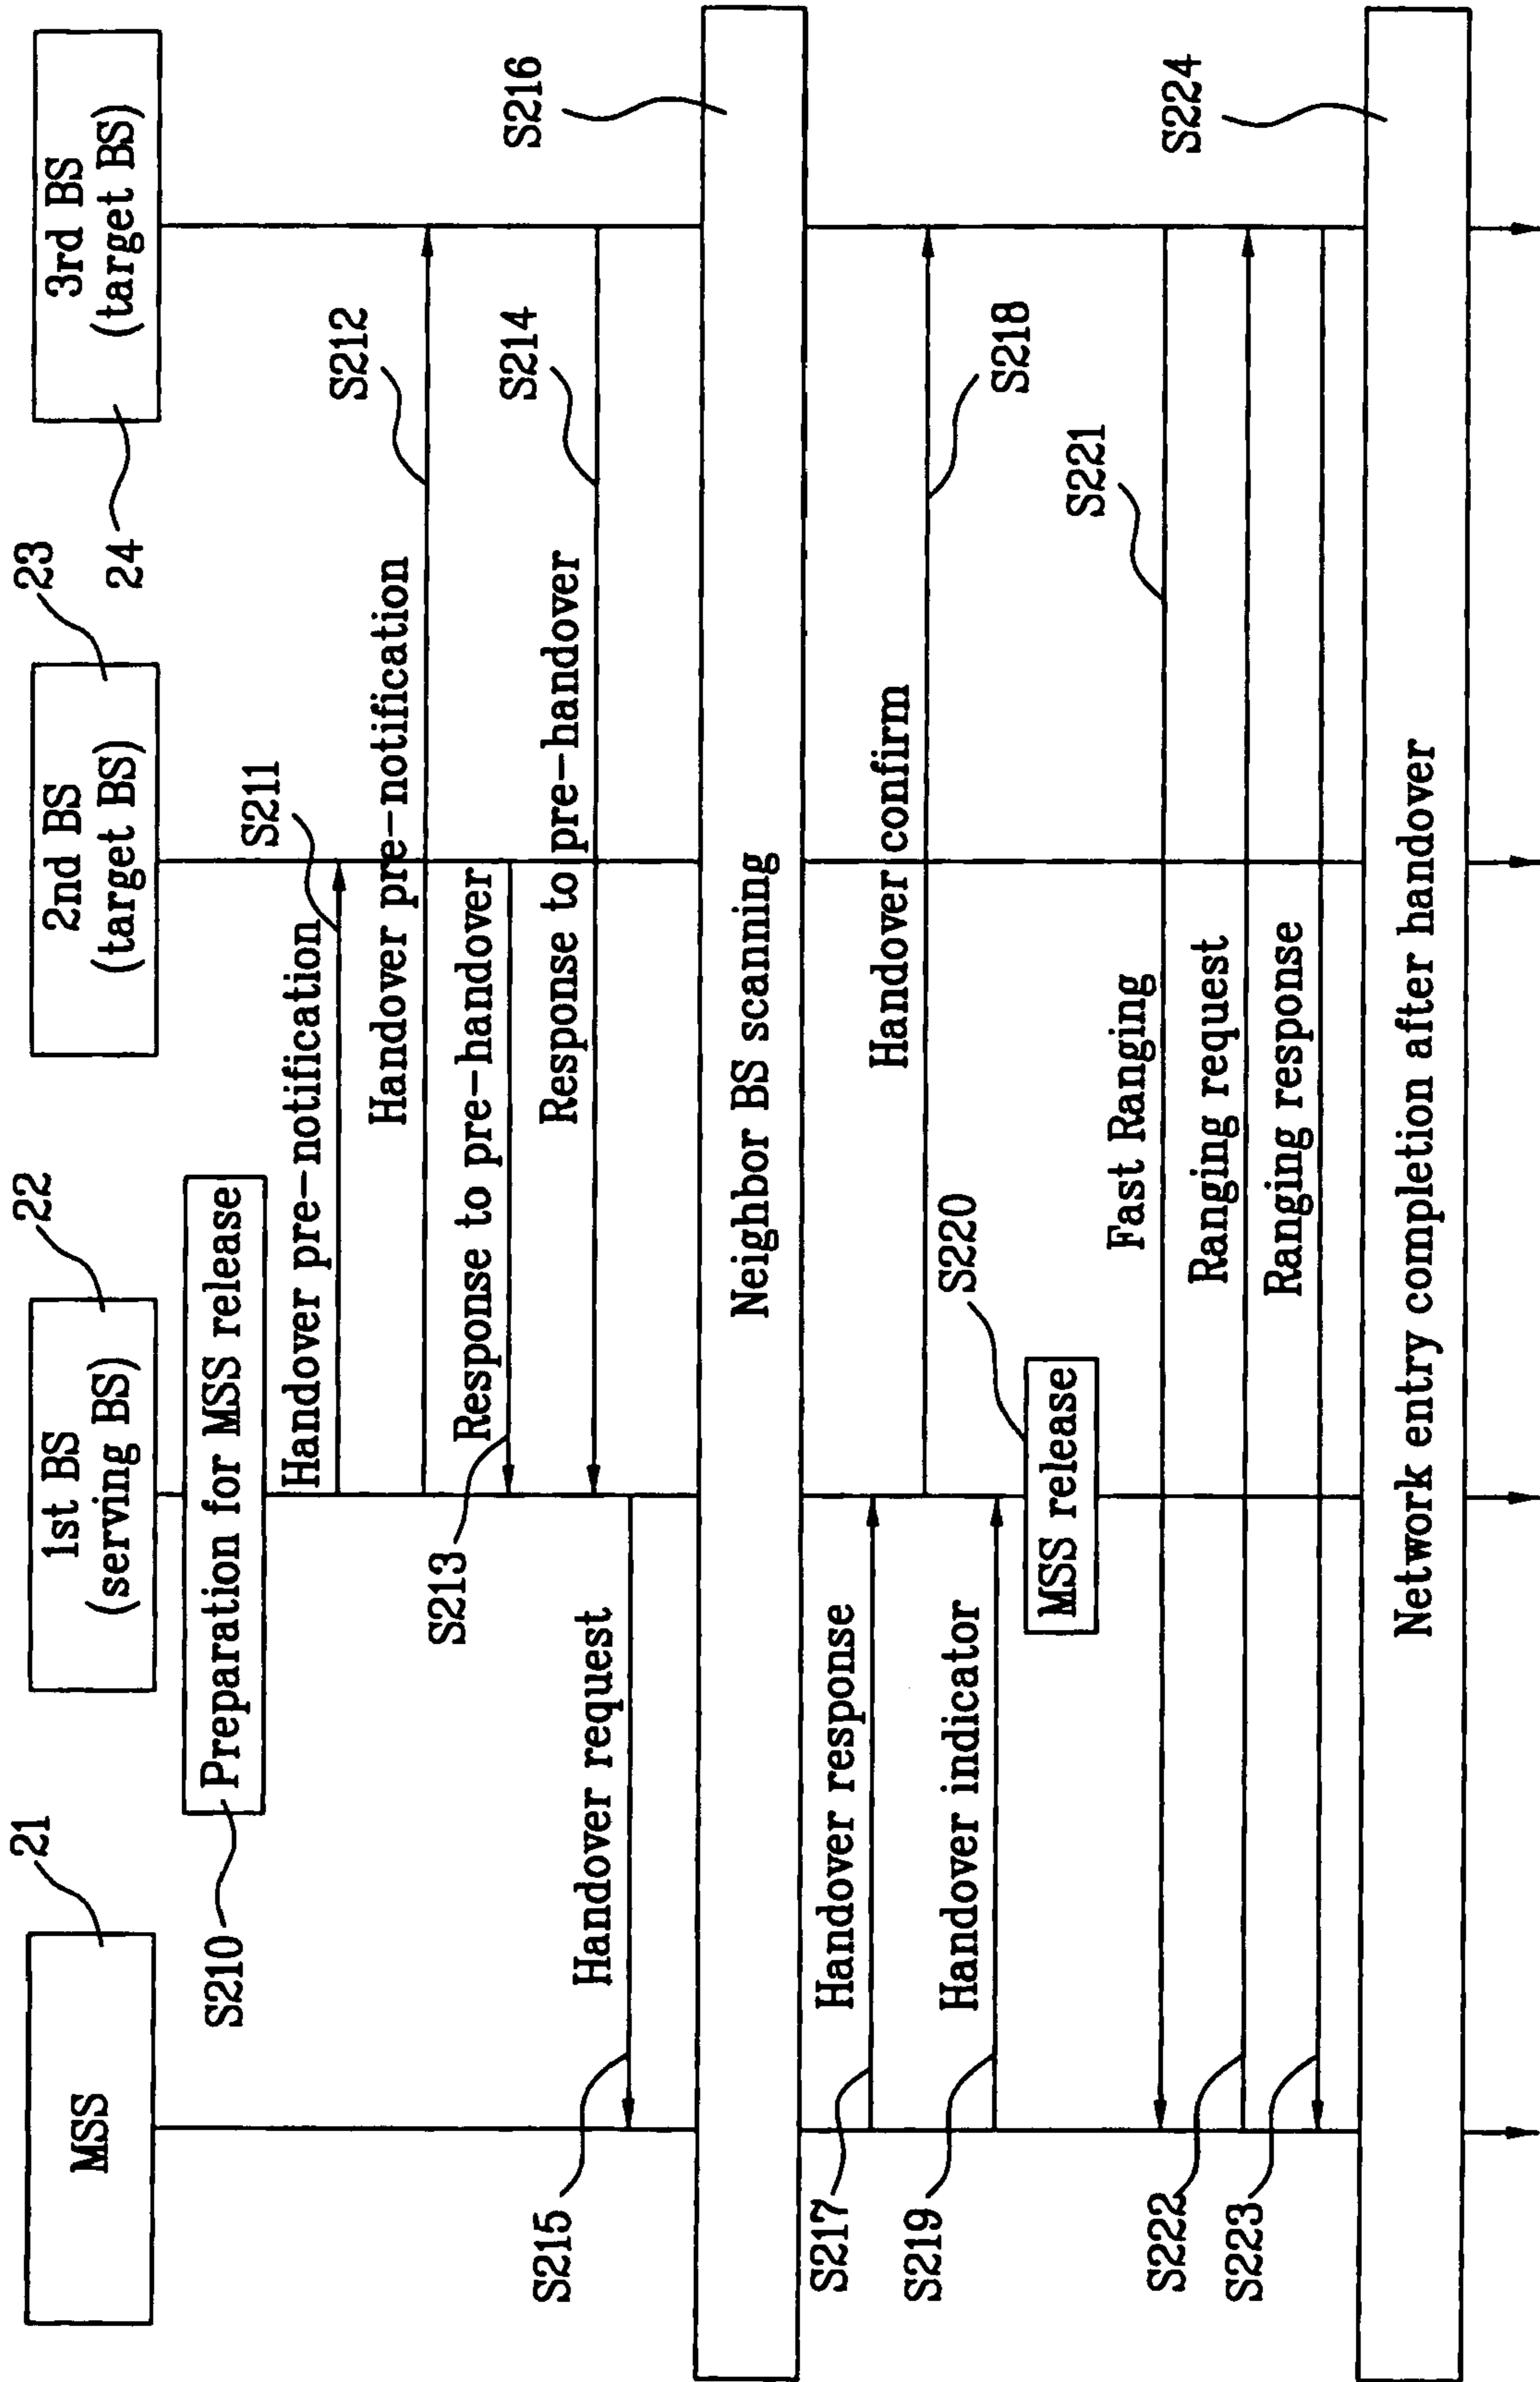 MSS
21
1st BS
(serving BS)
22
2nd BS
(target BS)
23
3rd BS
(target BS)
24
S210
Preparation for MSS release
Handover pre-notification
S211
Handover pre-notification
S212
Response to pre-handover
S213
Response to pre-handover
S214
Handover request
S215
Neighbor BS scanning
S216
Handover response
S217
Handover confirm
S218
Handover indicator
S219
MSS release
S220
Fast Ranging
S221
Ranging request
S222
Ranging response
S223
Network entry completion after handover
S224